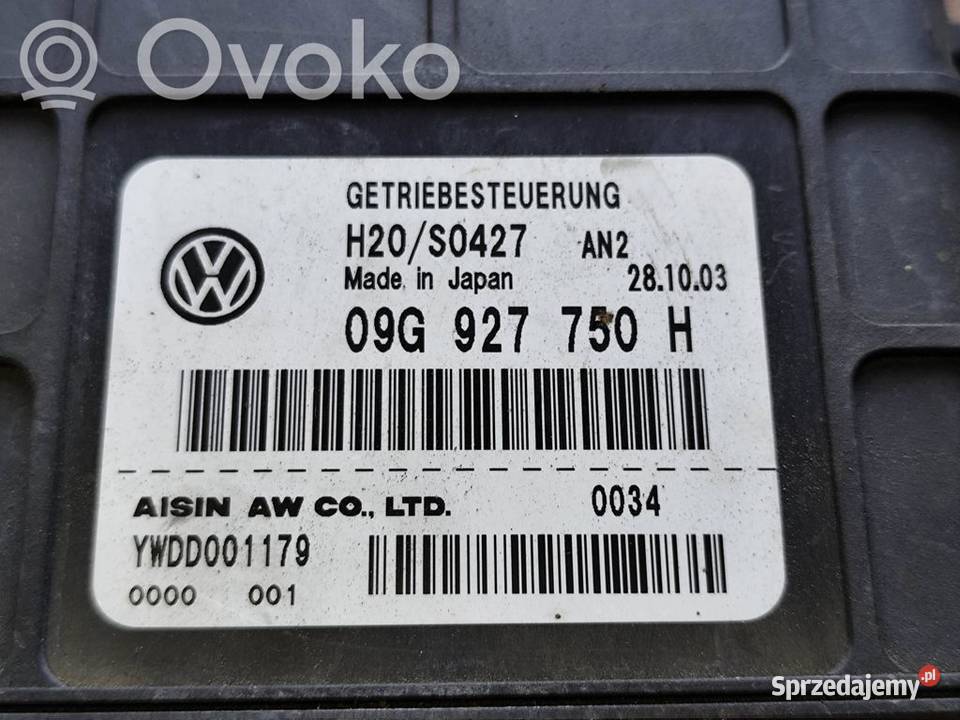 Ovoko
GETRIEBESTEUERUNG
H20/S0427 AN2
Made in Japan 28.10.03
09G 927 750 H
AISIN AW CO., LTD. 0034
YWDD001179
0000 001
Sprzedajemy.pl